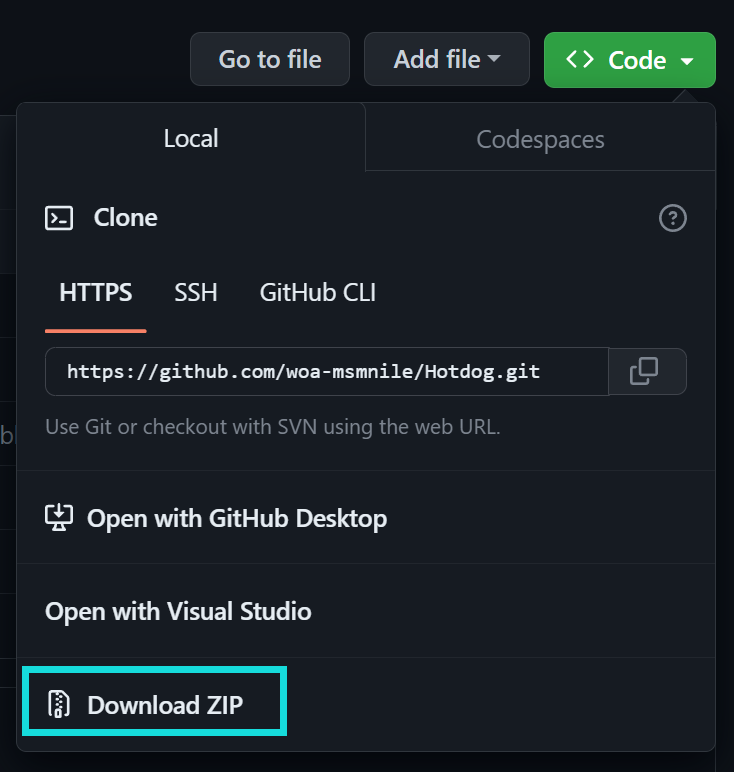 Go to file Add file Code
Local Codespaces
Clone
HTTPS SSH GitHub CLI
https://github.com/woa-msmnile/Hotdog.git
Use Git or checkout with SVN using the web URL.
Open with GitHub Desktop
Open with Visual Studio
Download ZIP